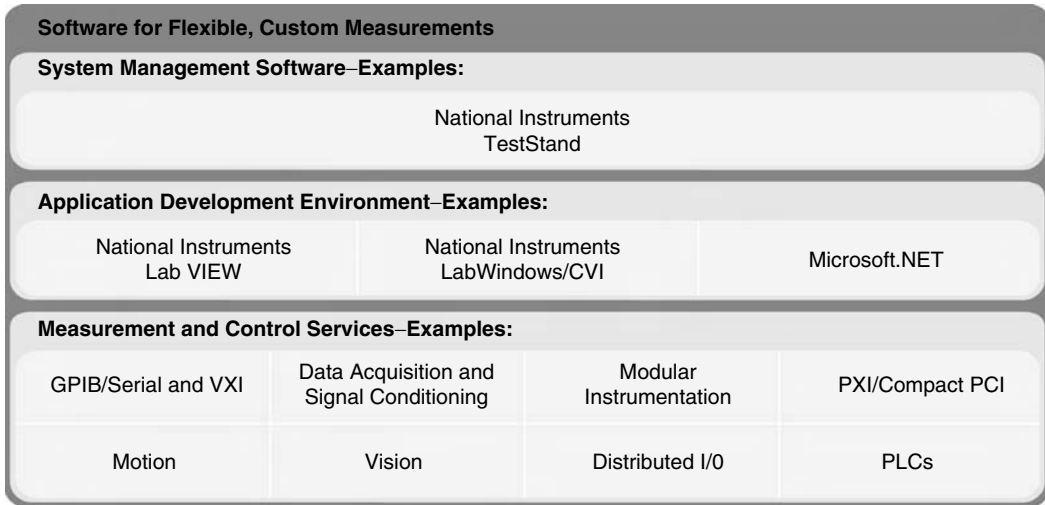 Software for Flexible, Custom Measurements
System Management Software–Examples:
National Instruments
TestStand
Application Development Environment–Examples:
National Instruments
Lab VIEW
National Instruments
LabWindows/CVI
Microsoft.NET
Measurement and Control Services–Examples:
GPIB/Serial and VXI
Data Acquisition and
Signal Conditioning
Modular
Instrumentation
PXI/Compact PCI
Motion
Vision
Distributed I/0
PLCs